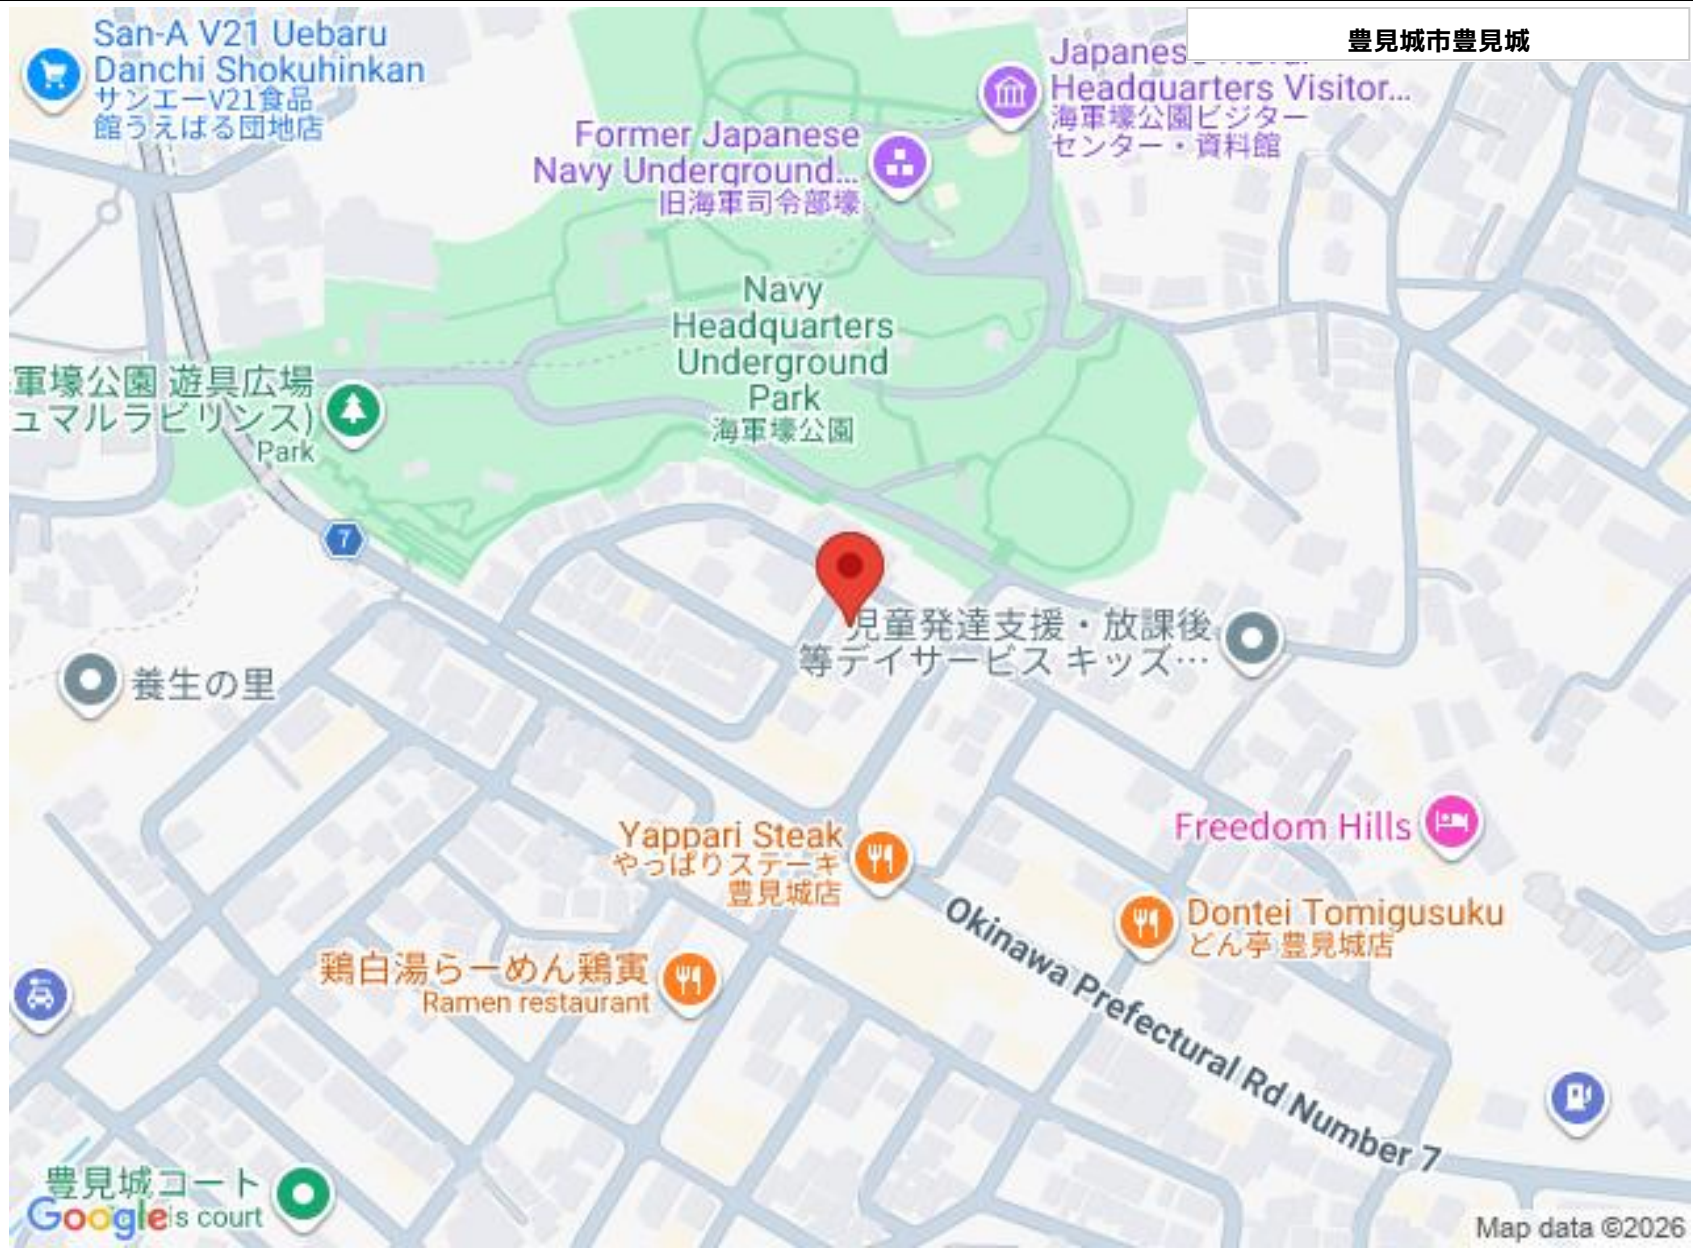 豊見城市豊見城
San-A V21 Uebaru
Danchi Shokuhinkan
サンエーV21食品
館うえばる団地店
Japanese Naval
Headquarters Visitor...
海軍壕公園ビジター
センター・資料館
Former Japanese
Navy Underground...
旧海軍司令部壕
Navy
Headquarters
Underground
Park
海軍壕公園
軍壕公園 遊具広場
ュマルラビリンス)
Park
7
児童発達支援・放課後
等デイサービス キッズ…
養生の里
Yappari Steak
やっぱりステーキ
豊見城店
Freedom Hills
Dontei Tomigusuku
どん亭 豊見城店
Okinawa Prefectural Rd Number 7
鶏白湯らーめん鶏寅
Ramen restaurant
豊見城コート
Google
is court
Map data ©2026